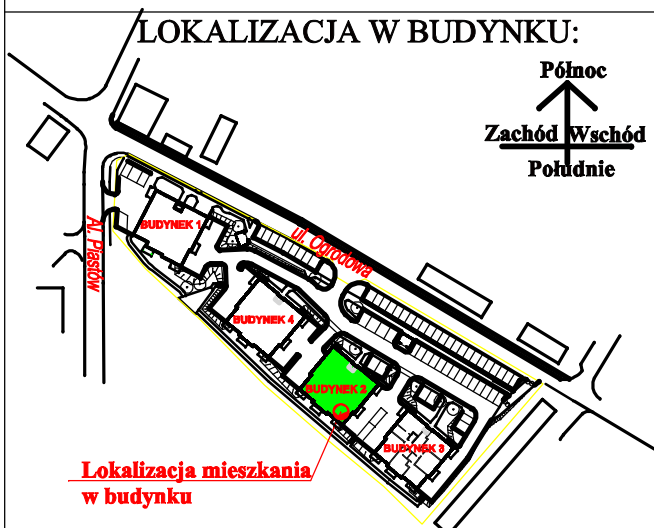 LOKALIZACJA W BUDYNKU:
Północ
Zachód Wschód
Południe
Al. Piastów
BUDYNEK 1
ul. Ogrodowa
BUDYNEK 4
BUDYNEK 2
BUDYNEK 3
Lokalizacja mieszkania
w budynku